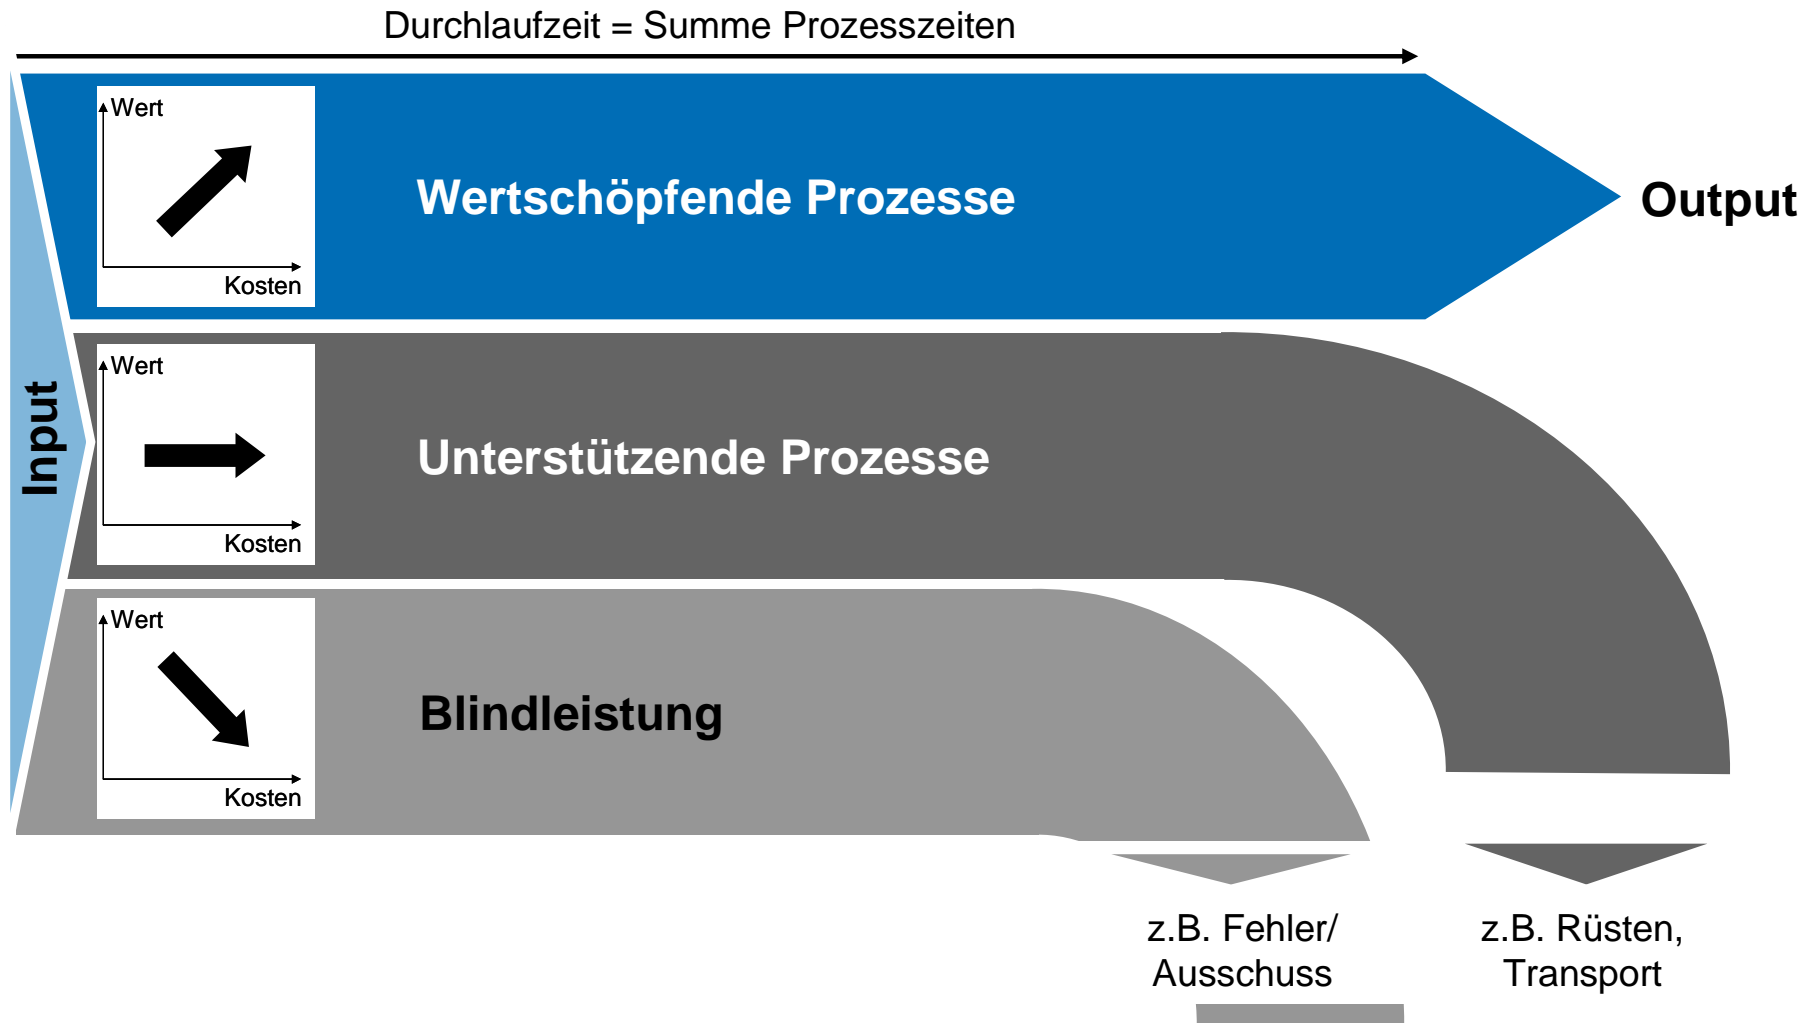 Durchlaufzeit = Summe Prozesszeiten
Wert
Kosten
Wertschöpfende Prozesse
Output
Input
Wert
Kosten
Unterstützende Prozesse
Wert
Kosten
Blindleistung
z.B. Fehler/
Ausschuss
z.B. Rüsten,
Transport